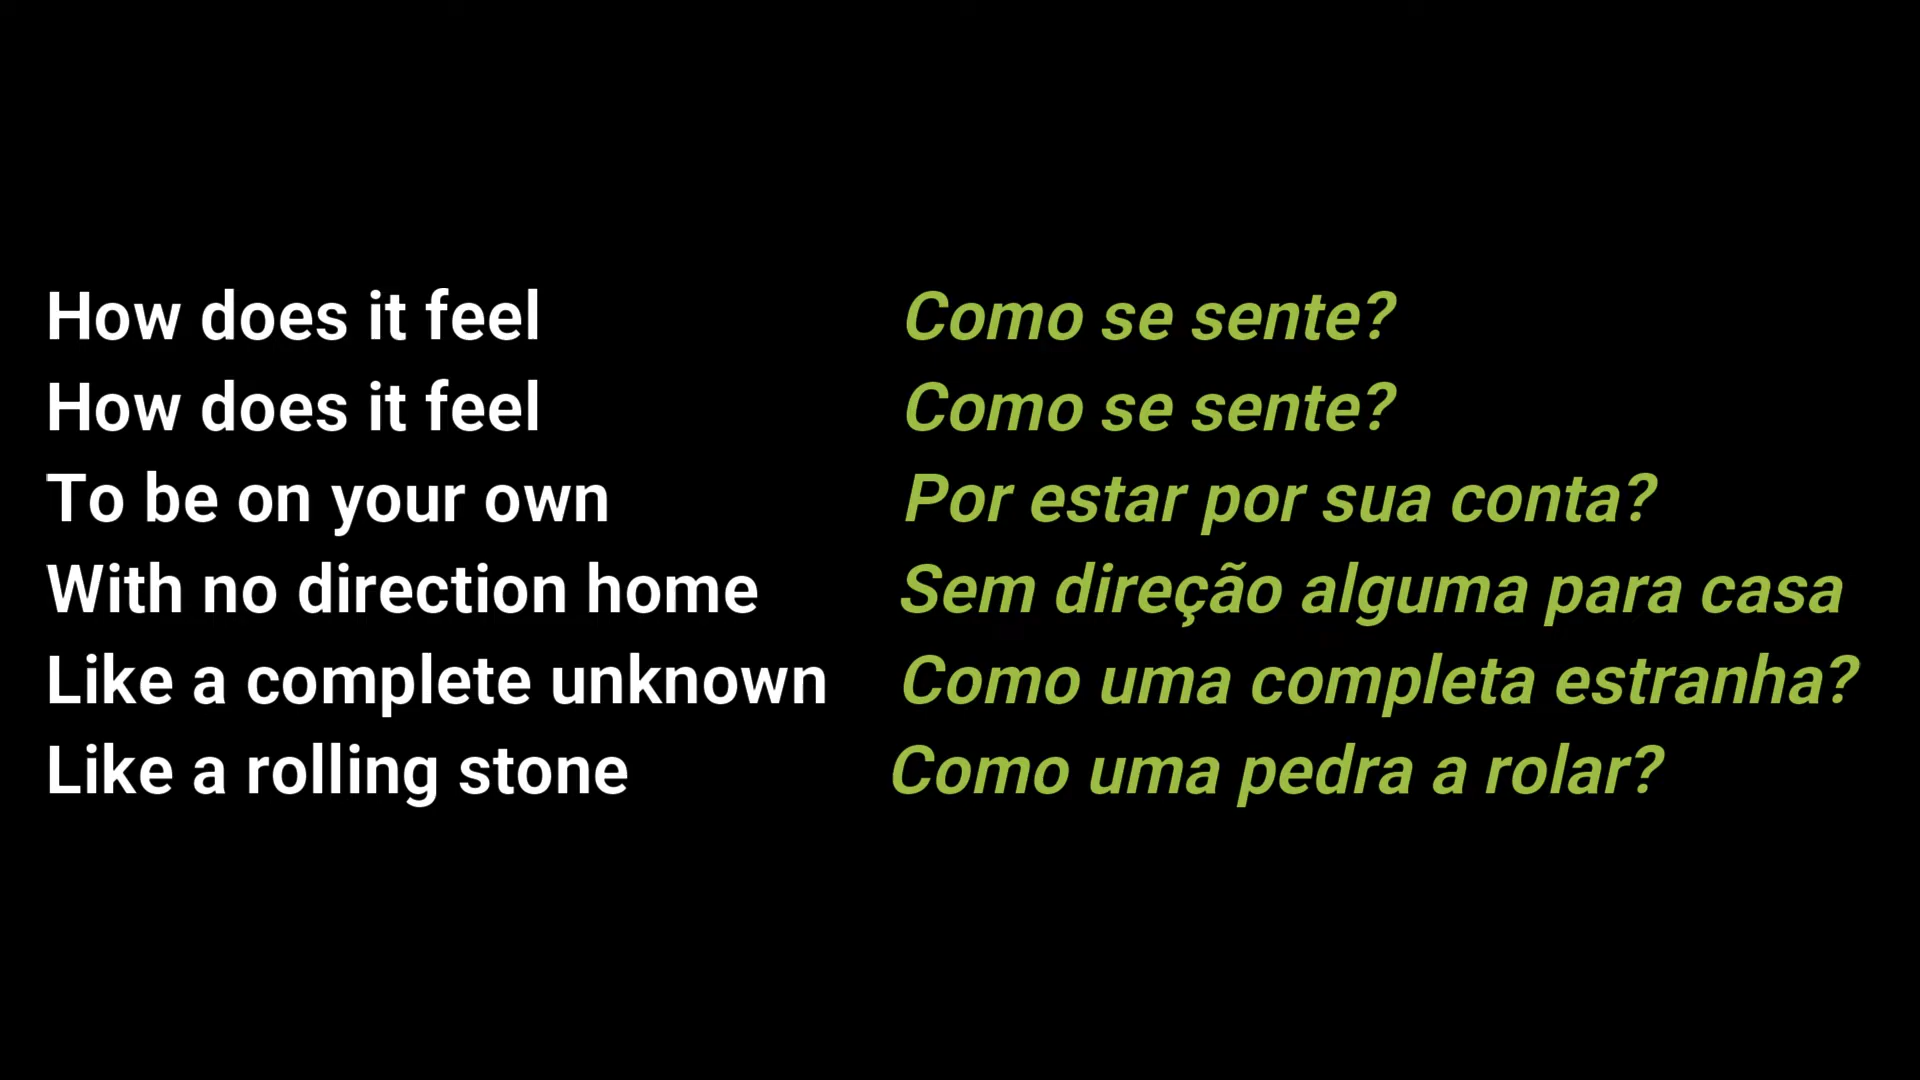 How does it feel Como se sente?
How does it feel Como se sente?
To be on your own Por estar por sua conta?
With no direction home Sem direção alguma para casa
Like a complete unknown Como uma completa estranha?
Like a rolling stone Como uma pedra a rolar?